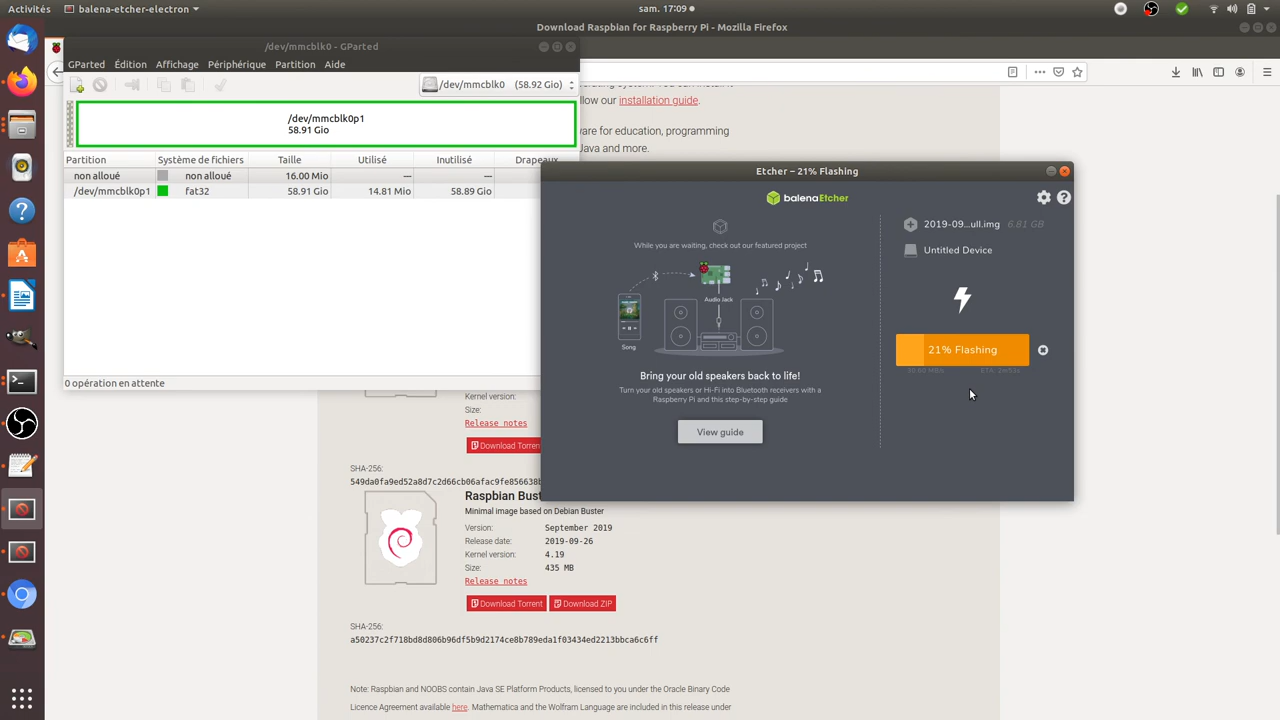 Activités
balena-etcher-electron
sam. 17:09
Download Raspbian for Raspberry Pi - Mozilla Firefox
/dev/mmcblk0 - GParted
GParted Édition Affichage Périphérique Partition Aide
/dev/mmcblk0 (58.92 Gio)
/dev/mmcblk0p1
58.91 Gio
Partition Système de fichiers Taille Utilisé Inutilisé Drapeaux
non alloué non alloué 16.00 Mio — —
/dev/mmcblk0p1 fat32 58.91 Gio 14.81 Mio 58.89 Gio
0 opération en attente
llow our installation guide.
ware for education, programming
Java and more.
Etcher – 21% Flashing
balenaEtcher
While you are waiting, check out our featured project
Audio Jack
Song
Bring your old speakers back to life!
Turn your old speakers or Hi-Fi into Bluetooth receivers with a
Raspberry Pi and this step-by-step guide
View guide
2019-09...ull.img 6.81 GB
Untitled Device
21% Flashing
ETA: 2m53s
Kernel version:
Size:
Release notes
Download Torrent
SHA-256:
Raspbian Bust
Minimal image based on Debian Buster
Version: September 2019
Release date: 2019-09-26
Kernel version: 4.19
Size: 435 MB
Release notes
Download Torrent Download ZIP
SHA-256:
a50237c2f718bd8d806b96df5b9d2174ce8b789eda1f03434ed2213bbca6c6ff
Note: Raspbian and NOOBS contain Java SE Platform Products, licensed to you under the Oracle Binary Code
Licence Agreement available here. Mathematica and the Wolfram Language are included in this release under